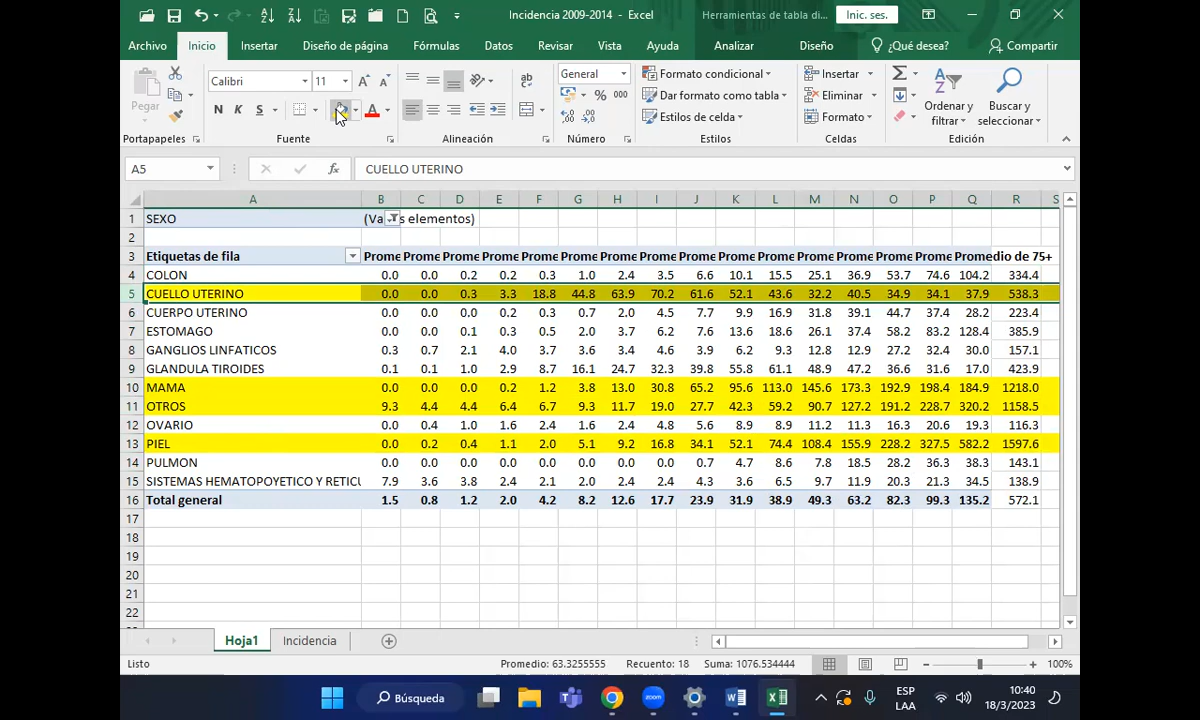 Incidencia 2009-2014 - Excel
Herramientas de tabla di...
Inic. ses.
Archivo Inicio Insertar Diseño de página Fórmulas Datos Revisar Vista Ayuda Analizar Diseño ¿Qué desea? Compartir
Pegar
Portapapeles
Calibri 11
N K S
Fuente
Alineación
General
% 000
Número
Formato condicional
Dar formato como tabla
Estilos de celda
Estilos
Insertar
Eliminar
Formato
Celdas
Ordenar y filtrar
Buscar y seleccionar
Edición
A5 fx CUELLO UTERINO
A B C D E F G H I J K L M N O P Q R S
1 SEXO (Va s elementos)
2
3 Etiquetas de fila Prome Prome Prome Prome Prome Prome Prome Prome Prome Prome Prome Prome Prome Prome Prome Promedio de 75+
4 COLON 0.0 0.0 0.2 0.2 0.3 1.0 2.4 3.5 6.6 10.1 15.5 25.1 36.9 53.7 74.6 104.2 334.4
5 CUELLO UTERINO 0.0 0.0 0.3 3.3 18.8 44.8 63.9 70.2 61.6 52.1 43.6 32.2 40.5 34.9 34.1 37.9 538.3
6 CUERPO UTERINO 0.0 0.0 0.0 0.2 0.3 0.7 2.0 4.5 7.7 9.9 16.9 31.8 39.1 44.7 37.4 28.2 223.4
7 ESTOMAGO 0.0 0.0 0.1 0.3 0.5 2.0 3.7 6.2 7.6 13.6 18.6 26.1 37.4 58.2 83.2 128.4 385.9
8 GANGLIOS LINFATICOS 0.3 0.7 2.1 4.0 3.7 3.6 3.4 4.6 3.9 6.2 9.3 12.8 12.9 27.2 32.4 30.0 157.1
9 GLANDULA TIROIDES 0.1 0.1 1.0 2.9 8.7 16.1 24.7 32.3 39.8 55.8 61.1 48.9 47.2 36.6 31.6 17.0 423.9
10 MAMA 0.0 0.0 0.0 0.2 1.2 3.8 13.0 30.8 65.2 95.6 113.0 145.6 173.3 192.9 198.4 184.9 1218.0
11 OTROS 9.3 4.4 4.4 6.4 6.7 9.3 11.7 19.0 27.7 42.3 59.2 90.7 127.2 191.2 228.7 320.2 1158.5
12 OVARIO 0.0 0.4 1.0 1.6 2.4 1.6 2.4 4.8 5.6 8.9 8.9 11.2 11.3 16.3 20.6 19.3 116.3
13 PIEL 0.0 0.2 0.4 1.1 2.0 5.1 9.2 16.8 34.1 52.1 74.4 108.4 155.9 228.2 327.5 582.2 1597.6
14 PULMON 0.0 0.0 0.0 0.0 0.0 0.0 0.0 0.0 0.7 4.7 8.6 7.8 18.5 28.2 36.3 38.3 143.1
15 SISTEMAS HEMATOPOYETICO Y RETICU 7.9 3.6 3.8 2.4 2.1 2.0 2.4 2.4 4.3 3.6 6.5 9.7 11.9 20.3 21.3 34.5 138.9
16 Total general 1.5 0.8 1.2 2.0 4.2 8.2 12.6 17.7 23.9 31.9 38.9 49.3 63.2 82.3 99.3 135.2 572.1
17
18
19
20
21
22
Hoja1 Incidencia
Listo Promedio: 63.3255555 Recuento: 18 Suma: 1076.534444 100%
Búsqueda
zoom
ESP
LAA
10:40
18/3/2023